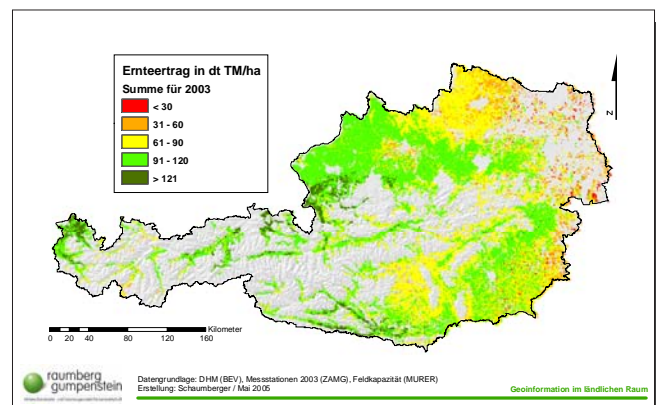 Ernteertrag in dt TM/ha
Summe für 2003
< 30
31 - 60
61 - 90
91 - 120
> 121
N
Kilometer
0 20 40 80 120 160
raumberg
gumpenstein
Datengrundlage: DHM (BEV), Messstationen 2003 (ZAMG), Feldkapazität (MURER)
Erstellung: Schaumberger / Mai 2005
Geoinformation im ländlichen Raum